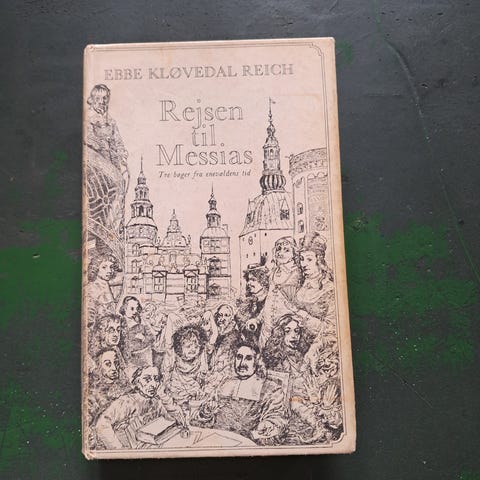 EBBE KLØVEDAL REICH
Rejsen
til
Messias
Tre bøger fra enevældens tid